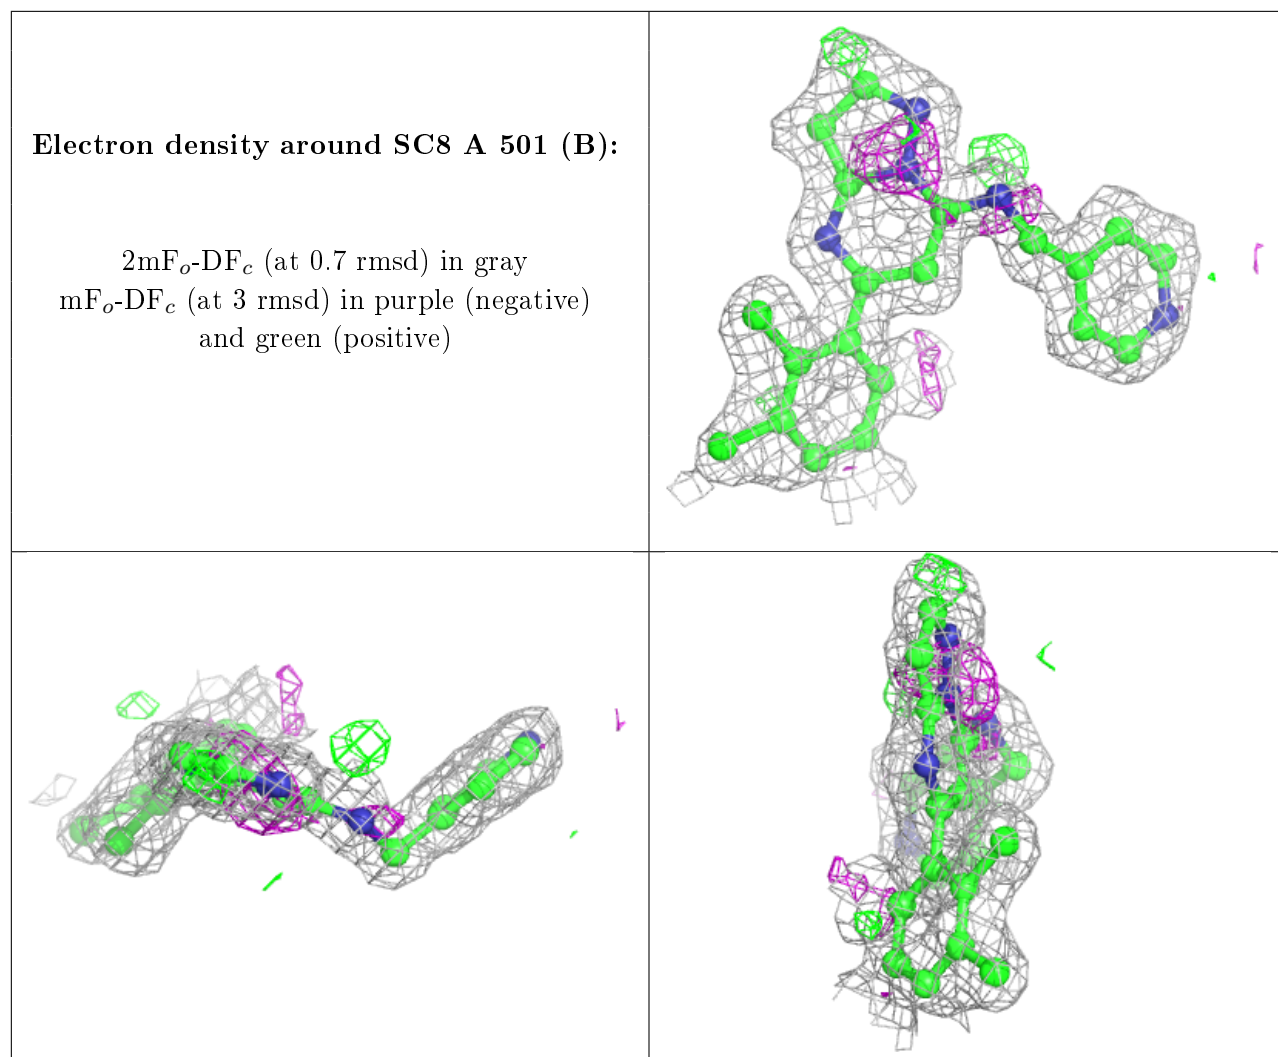 Electron density around SC8 A 501 (B):
2mFₒ-DF𝒸 (at 0.7 rmsd) in gray
mFₒ-DF𝒸 (at 3 rmsd) in purple (negative)
and green (positive)